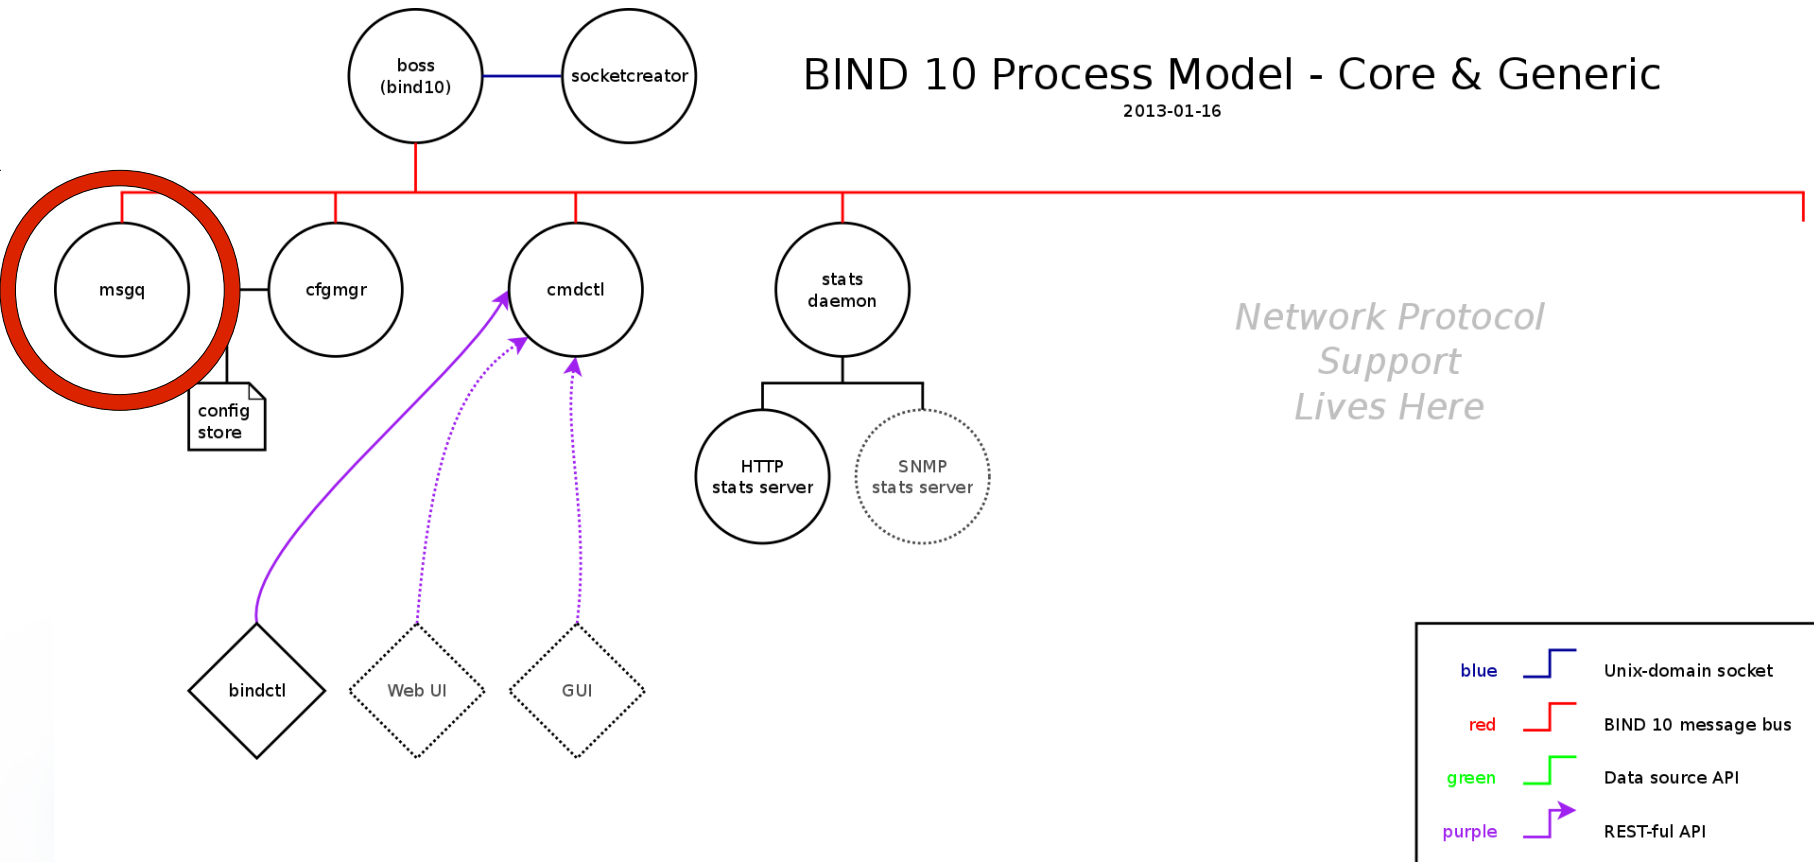 boss
(bind10)
socketcreator
BIND 10 Process Model - Core & Generic
2013-01-16
msgq
cfgmgr
cmdctl
stats
daemon
Network Protocol
Support
Lives Here
config
store
HTTP
stats server
SNMP
stats server
bindctl
Web UI
GUI
blue Unix-domain socket
red BIND 10 message bus
green Data source API
purple REST-ful API